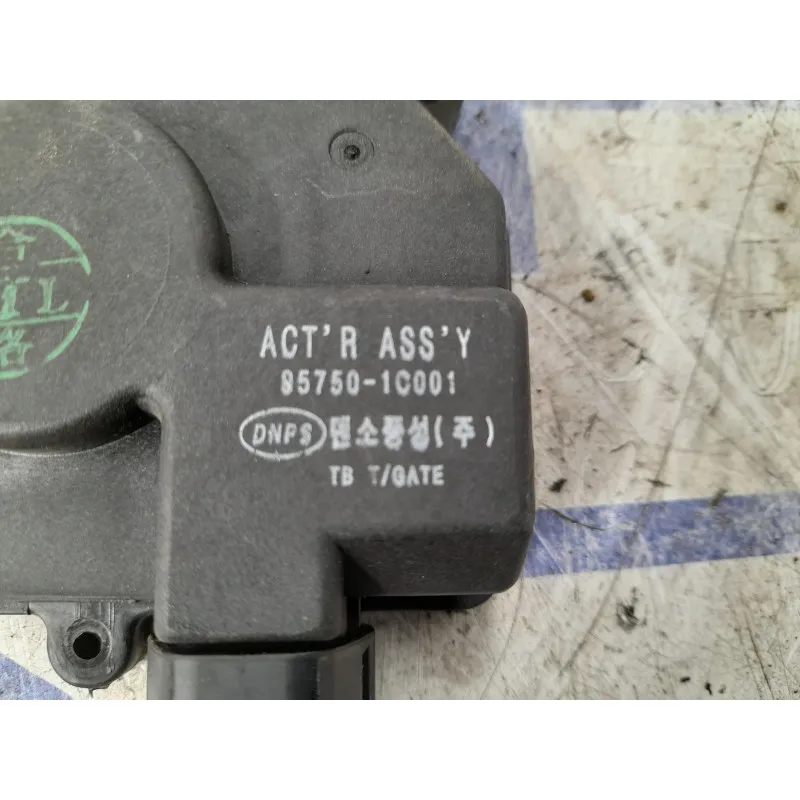 ACT'R ASS'Y
95750-1C001
DNPS 덴소풍성(주)
TB T/GATE